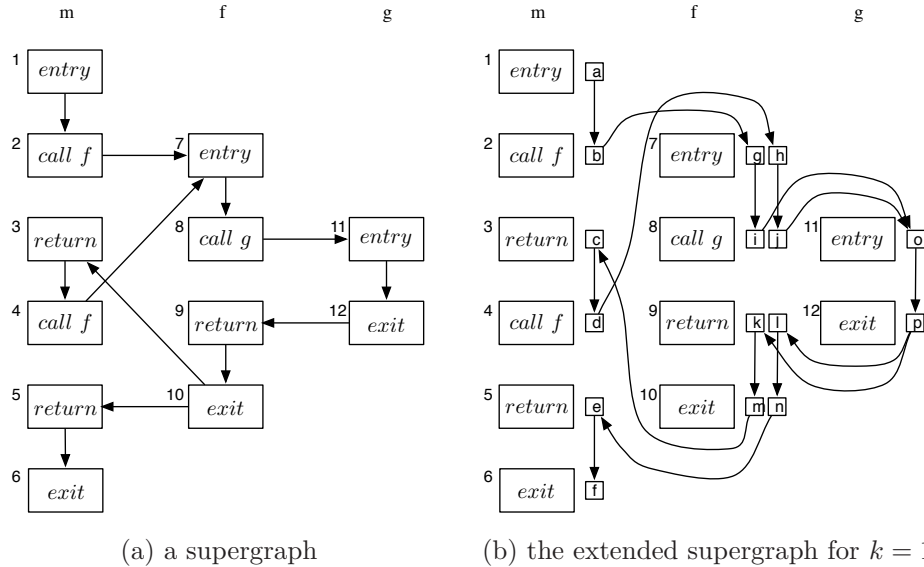 m f g m f g
1 entry 1 entry a
2 call f 7 entry 2 call f b 7 entry g h
3 return 8 call g 11 entry 3 return c 8 call g i j 11 entry o
4 call f 9 return 12 exit 4 call f d 9 return k l 12 exit p
5 return 10 exit 5 return e 10 exit m n
6 exit 6 exit f
(a) a supergraph (b) the extended supergraph for k = 1